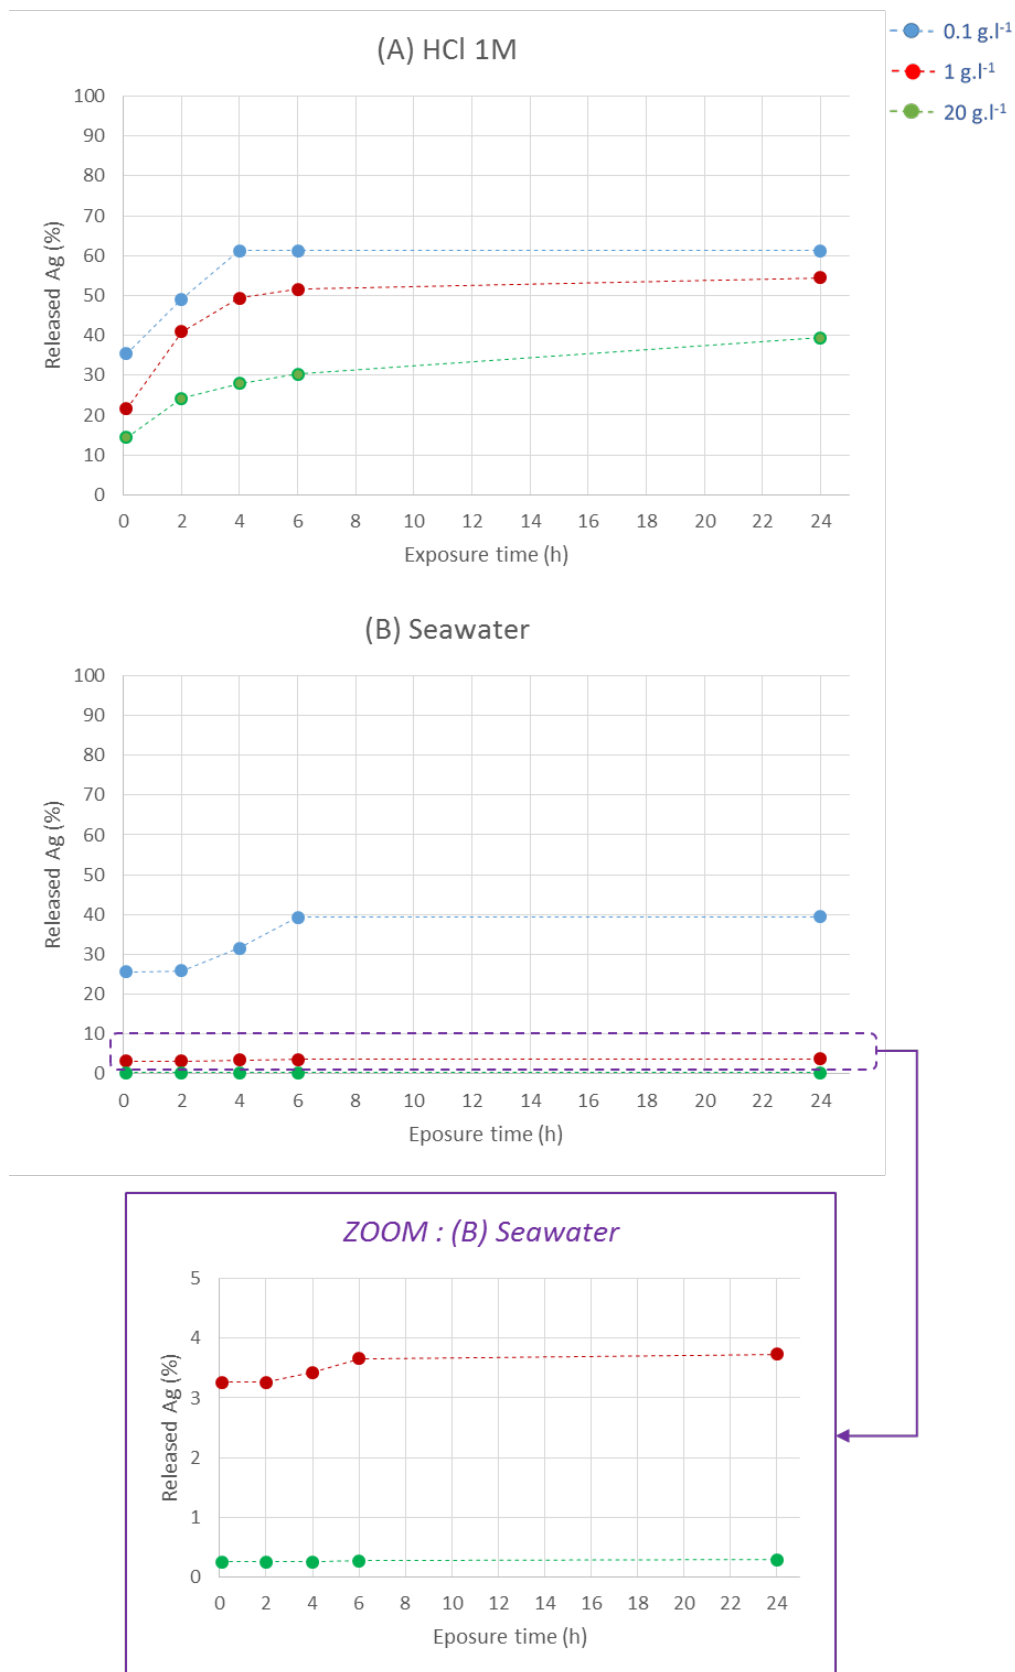 (A) HCl 1M
0.1 g.l⁻¹
1 g.l⁻¹
20 g.l⁻¹
100
90
80
70
60
50
40
30
20
10
0
Released Ag (%)
0 2 4 6 8 10 12 14 16 18 20 22 24
Exposure time (h)
(B) Seawater
100
90
80
70
60
50
40
30
20
10
0
Released Ag (%)
0 2 4 6 8 10 12 14 16 18 20 22 24
Eposure time (h)
ZOOM : (B) Seawater
5
4
3
2
1
0
Released Ag (%)
0 2 4 6 8 10 12 14 16 18 20 22 24
Eposure time (h)